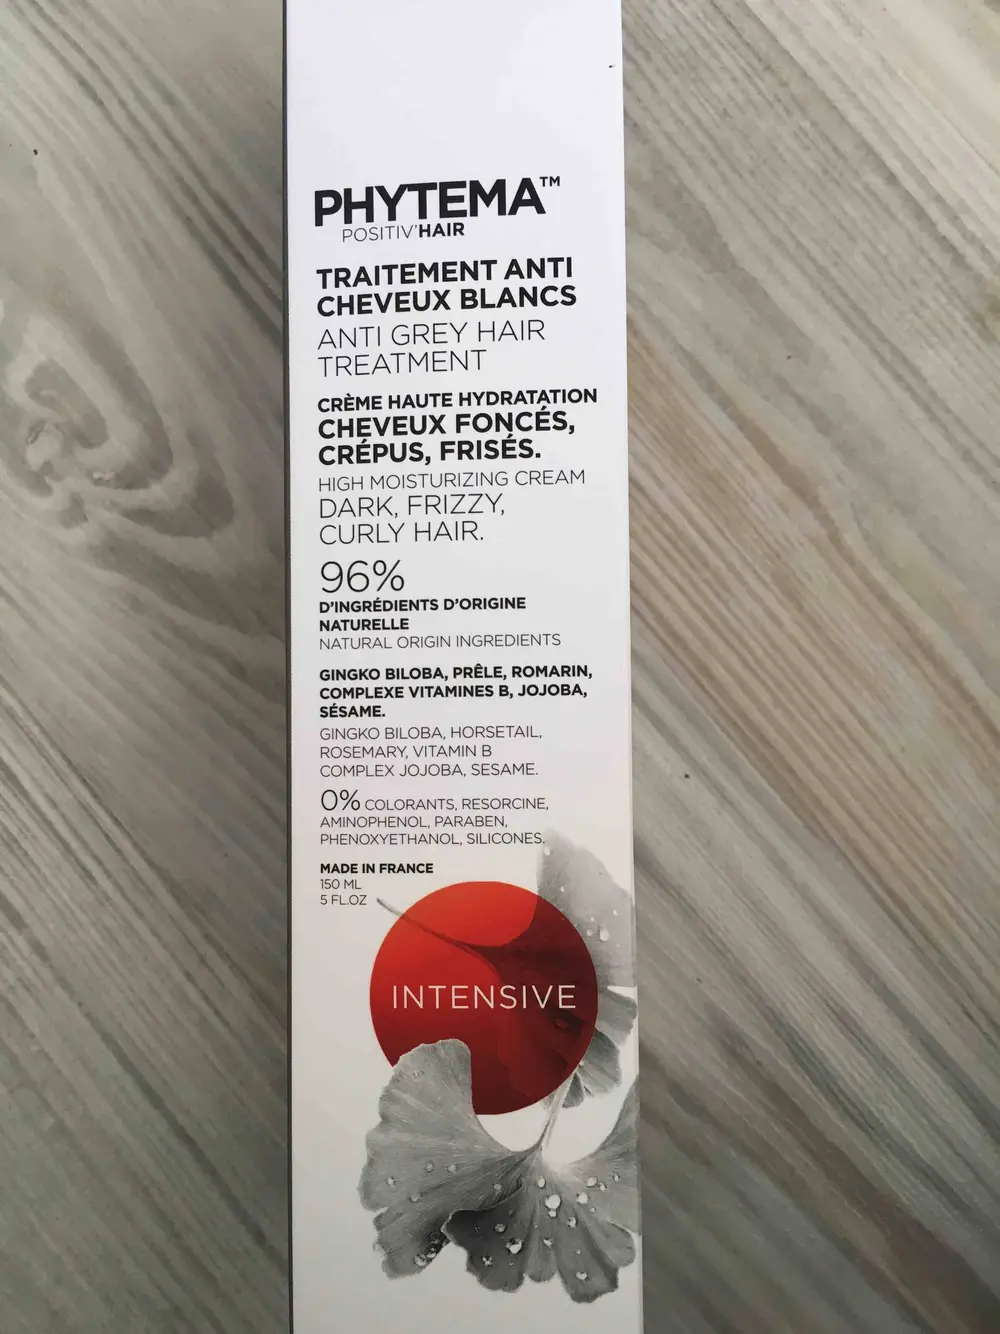 PHYTEMA™
POSITIV'HAIR
TRAITEMENT ANTI
CHEVEUX BLANCS
ANTI GREY HAIR
TREATMENT
CRÈME HAUTE HYDRATATION
CHEVEUX FONCÉS,
CRÉPUS, FRISÉS.
HIGH MOISTURIZING CREAM
DARK, FRIZZY,
CURLY HAIR.
96%
D'INGRÉDIENTS D'ORIGINE
NATURELLE
NATURAL ORIGIN INGREDIENTS
GINGKO BILOBA, PRÊLE, ROMARIN,
COMPLEXE VITAMINES B, JOJOBA,
SÉSAME.
GINGKO BILOBA, HORSETAIL,
ROSEMARY, VITAMIN B
COMPLEX JOJOBA, SESAME.
0% COLORANTS, RESORCINE,
AMINOPHENOL, PARABEN,
PHENOXYETHANOL, SILICONES.
MADE IN FRANCE
150 ML
5 FL.OZ
INTENSIVE